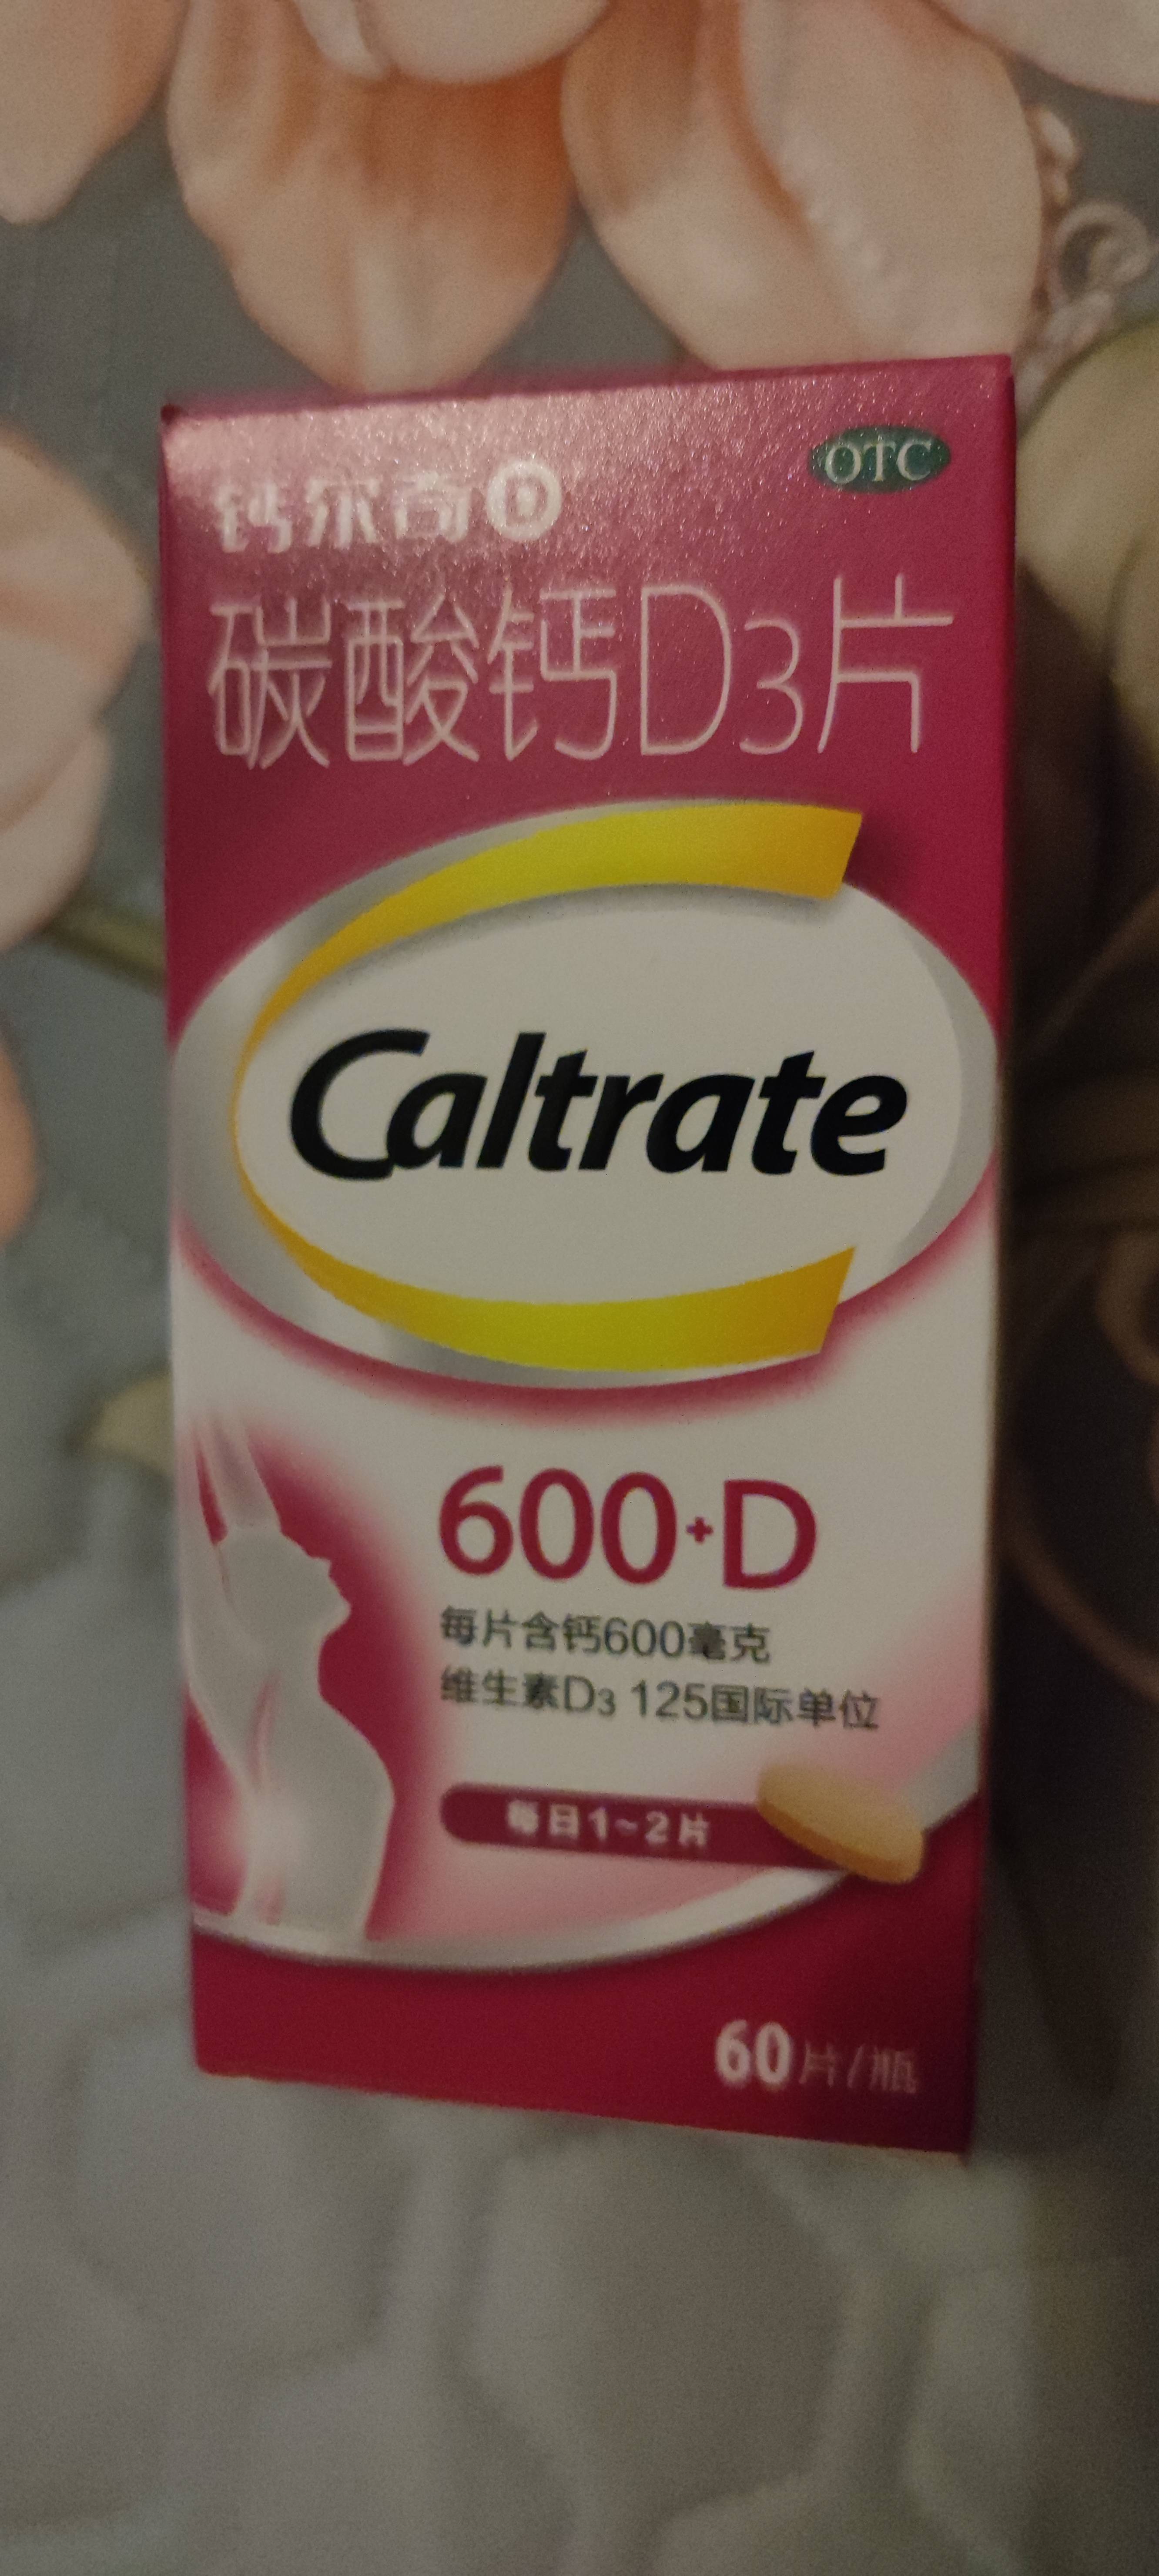 钙尔奇D
OTC
碳酸钙D3片
Caltrate
600+D
每片含钙600毫克
维生素D3 125国际单位
每日1~2片
60片/瓶